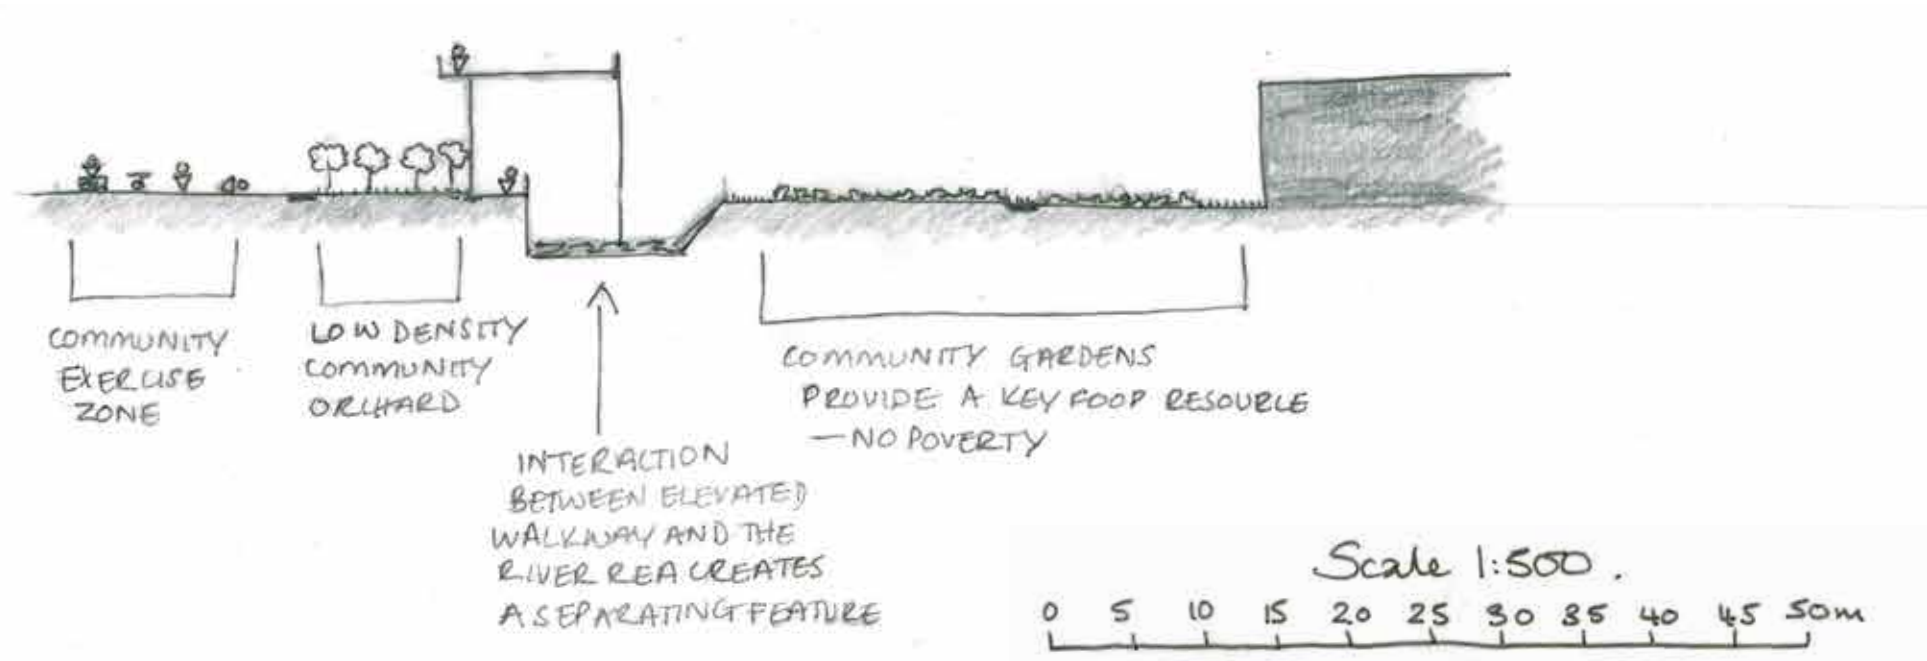 COMMUNITY
EXERCISE
ZONE
LOW DENSITY
COMMUNITY
ORCHARD
INTERACTION
BETWEEN ELEVATED
WALKWAY AND THE
RIVER REA CREATES
A SEPARATING FEATURE
COMMUNITY GARDENS
PROVIDE A KEY FOOD RESOURCE
— NO POVERTY
Scale 1:500.
0 5 10 15 20 25 30 35 40 45 50m